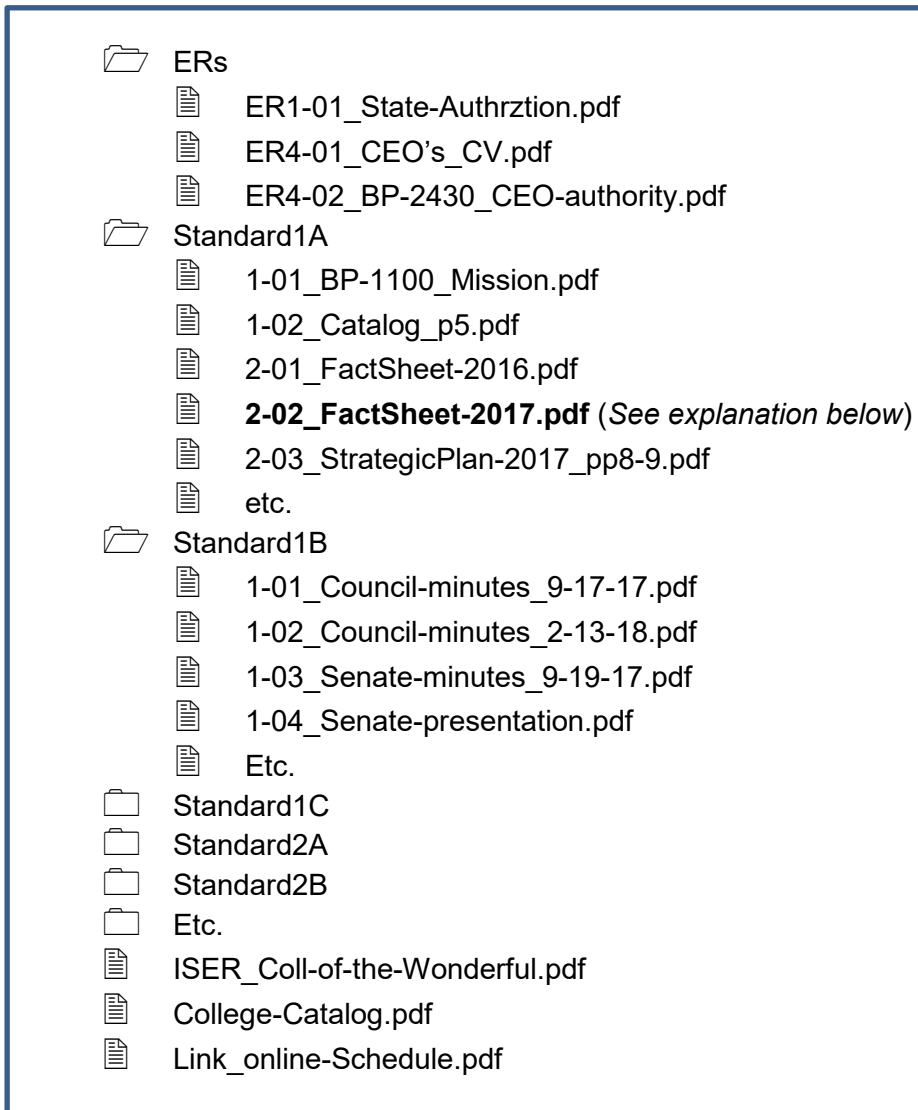 ERs
ER1-01_State-Authrztion.pdf
ER4-01_CEO’s_CV.pdf
ER4-02_BP-2430_CEO-authority.pdf
Standard1A
1-01_BP-1100_Mission.pdf
1-02_Catalog_p5.pdf
2-01_FactSheet-2016.pdf
2-02_FactSheet-2017.pdf (See explanation below)
2-03_StrategicPlan-2017_pp8-9.pdf
etc.
Standard1B
1-01_Council-minutes_9-17-17.pdf
1-02_Council-minutes_2-13-18.pdf
1-03_Senate-minutes_9-19-17.pdf
1-04_Senate-presentation.pdf
Etc.
Standard1C
Standard2A
Standard2B
Etc.
ISER_Coll-of-the-Wonderful.pdf
College-Catalog.pdf
Link_online-Schedule.pdf